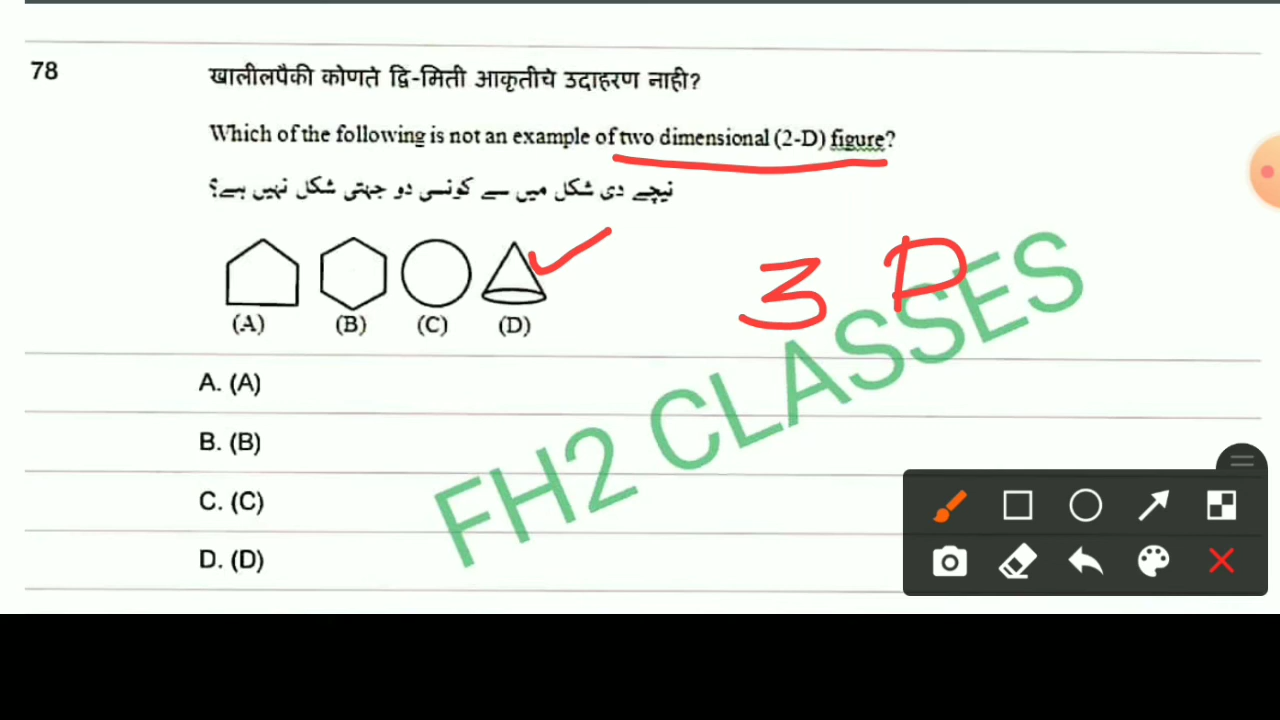 78
खालीलपैकी कोणते द्वि-मिती आकृतीचे उदाहरण नाही?
Which of the following is not an example of two dimensional (2-D) figure?
نیچے دی شکل میں سے کونسی دو جہتی شکل نہیں ہے؟
3 D
(A) (B) (C) (D)
A. (A)
B. (B)
C. (C)
D. (D)
FH2 CLASSES